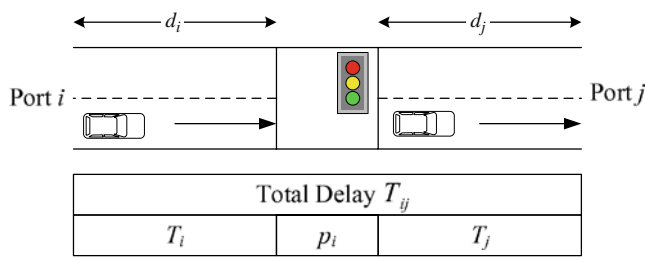 d_i d_j
Port i Port j
Total Delay T_ij
T_i p_i T_j